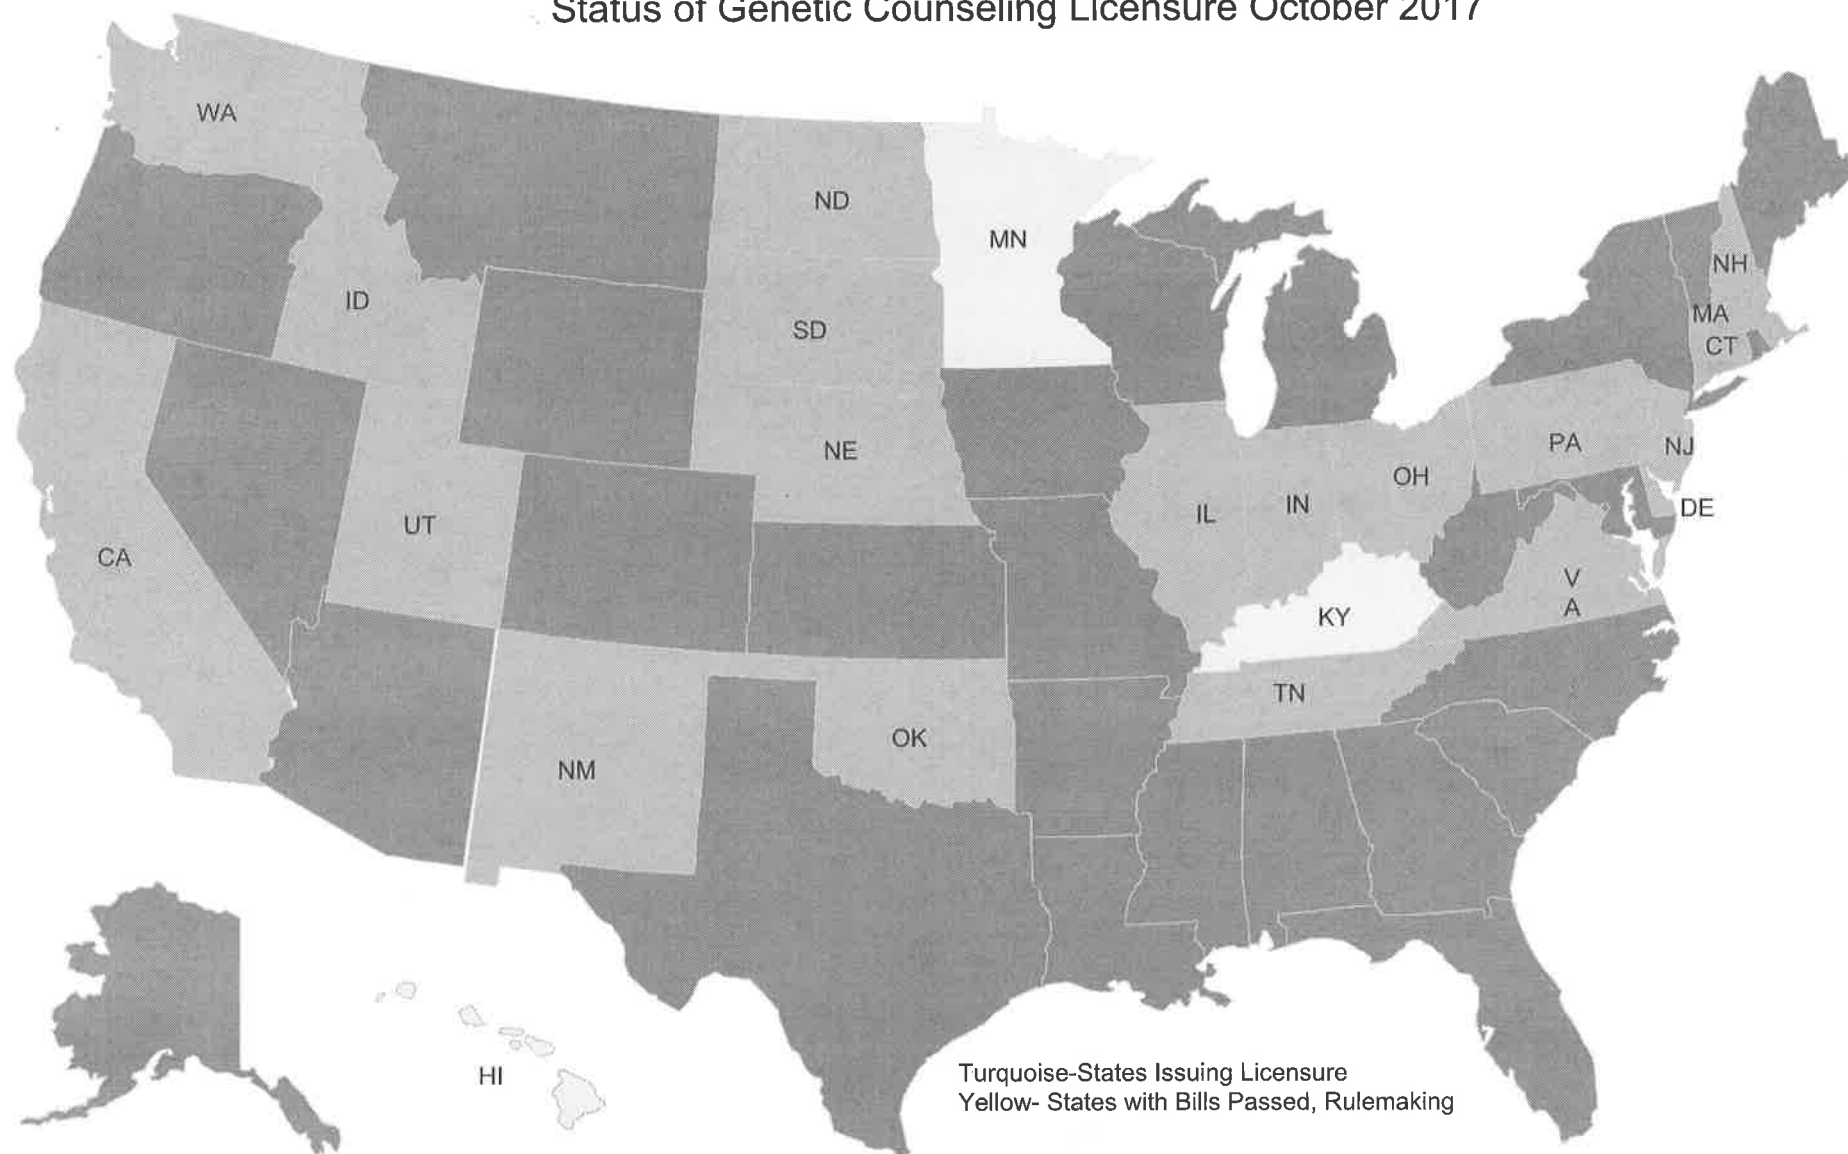 Status of Genetic Counseling Licensure October 2017
WA
ND
MN
NH
ID
MA
SD
CT
NE
PA
NJ
OH
IL
IN
DE
UT
CA
V
A
KY
TN
OK
NM
HI
Turquoise-States Issuing Licensure
Yellow- States with Bills Passed, Rulemaking